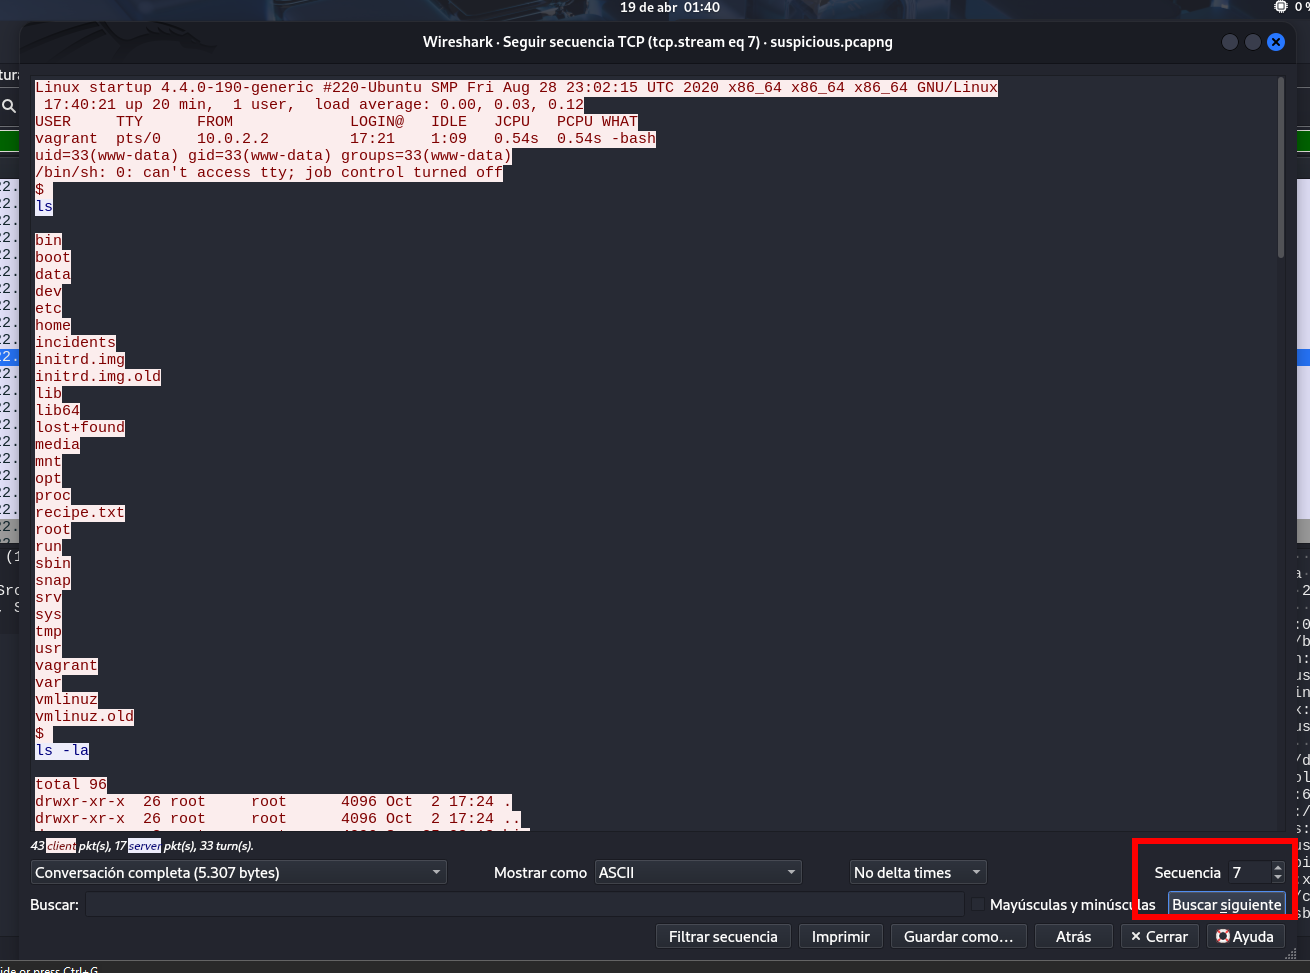 19 de abr 01:40
0 %
Wireshark · Seguir secuencia TCP (tcp.stream eq 7) · suspicious.pcapng
Linux startup 4.4.0-190-generic #220-Ubuntu SMP Fri Aug 28 23:02:15 UTC 2020 x86_64 x86_64 x86_64 GNU/Linux
17:40:21 up 20 min, 1 user, load average: 0.00, 0.03, 0.12
USER TTY FROM LOGIN@ IDLE JCPU PCPU WHAT
vagrant pts/0 10.0.2.2 17:21 1:09 0.54s 0.54s -bash
uid=33(www-data) gid=33(www-data) groups=33(www-data)
/bin/sh: 0: can't access tty; job control turned off
$
ls
bin
boot
data
dev
etc
home
incidents
initrd.img
initrd.img.old
lib
lib64
lost+found
media
mnt
opt
proc
recipe.txt
root
run
sbin
snap
srv
sys
tmp
usr
vagrant
var
vmlinuz
vmlinuz.old
$
ls -la
total 96
drwxr-xr-x 26 root root 4096 Oct 2 17:24 .
drwxr-xr-x 26 root root 4096 Oct 2 17:24 ..
43 client pkt(s), 17 server pkt(s), 33 turn(s).
Conversación completa (5.307 bytes) Mostrar como ASCII No delta times Secuencia 7
Buscar: Mayúsculas y minúsculas Buscar siguiente
Filtrar secuencia Imprimir Guardar como… Atrás × Cerrar Ayuda
ide or press Ctrl+G